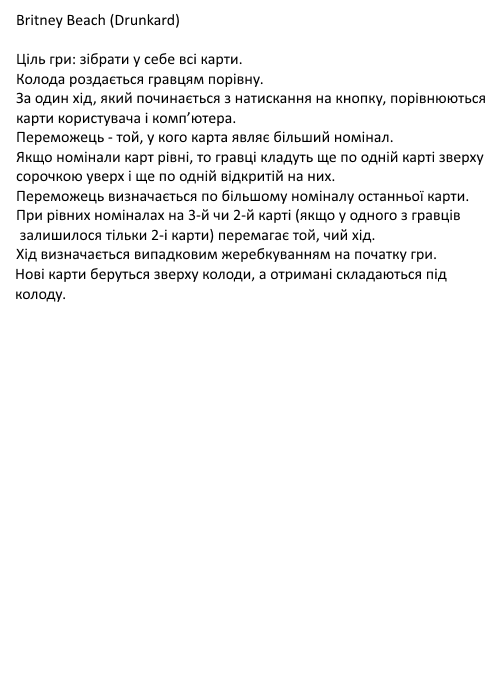 Britney Beach (Drunkard)
Ціль гри: зібрати у себе всі карти.
Колода роздається гравцям порівну.
За один хід, який починається з натискання на кнопку, порівнюються
карти користувача і комп’ютера.
Переможець - той, у кого карта являє більший номінал.
Якщо номінали карт рівні, то гравці кладуть ще по одній карті зверху
сорочкою уверх і ще по одній відкритій на них.
Переможець визначається по більшому номіналу останньої карти.
При рівних номіналах на 3-й чи 2-й карті (якщо у одного з гравців
залишилося тільки 2-і карти) перемагає той, чий хід.
Хід визначається випадковим жеребкуванням на початку гри.
Нові карти беруться зверху колоди, а отримані складаються під
колоду.